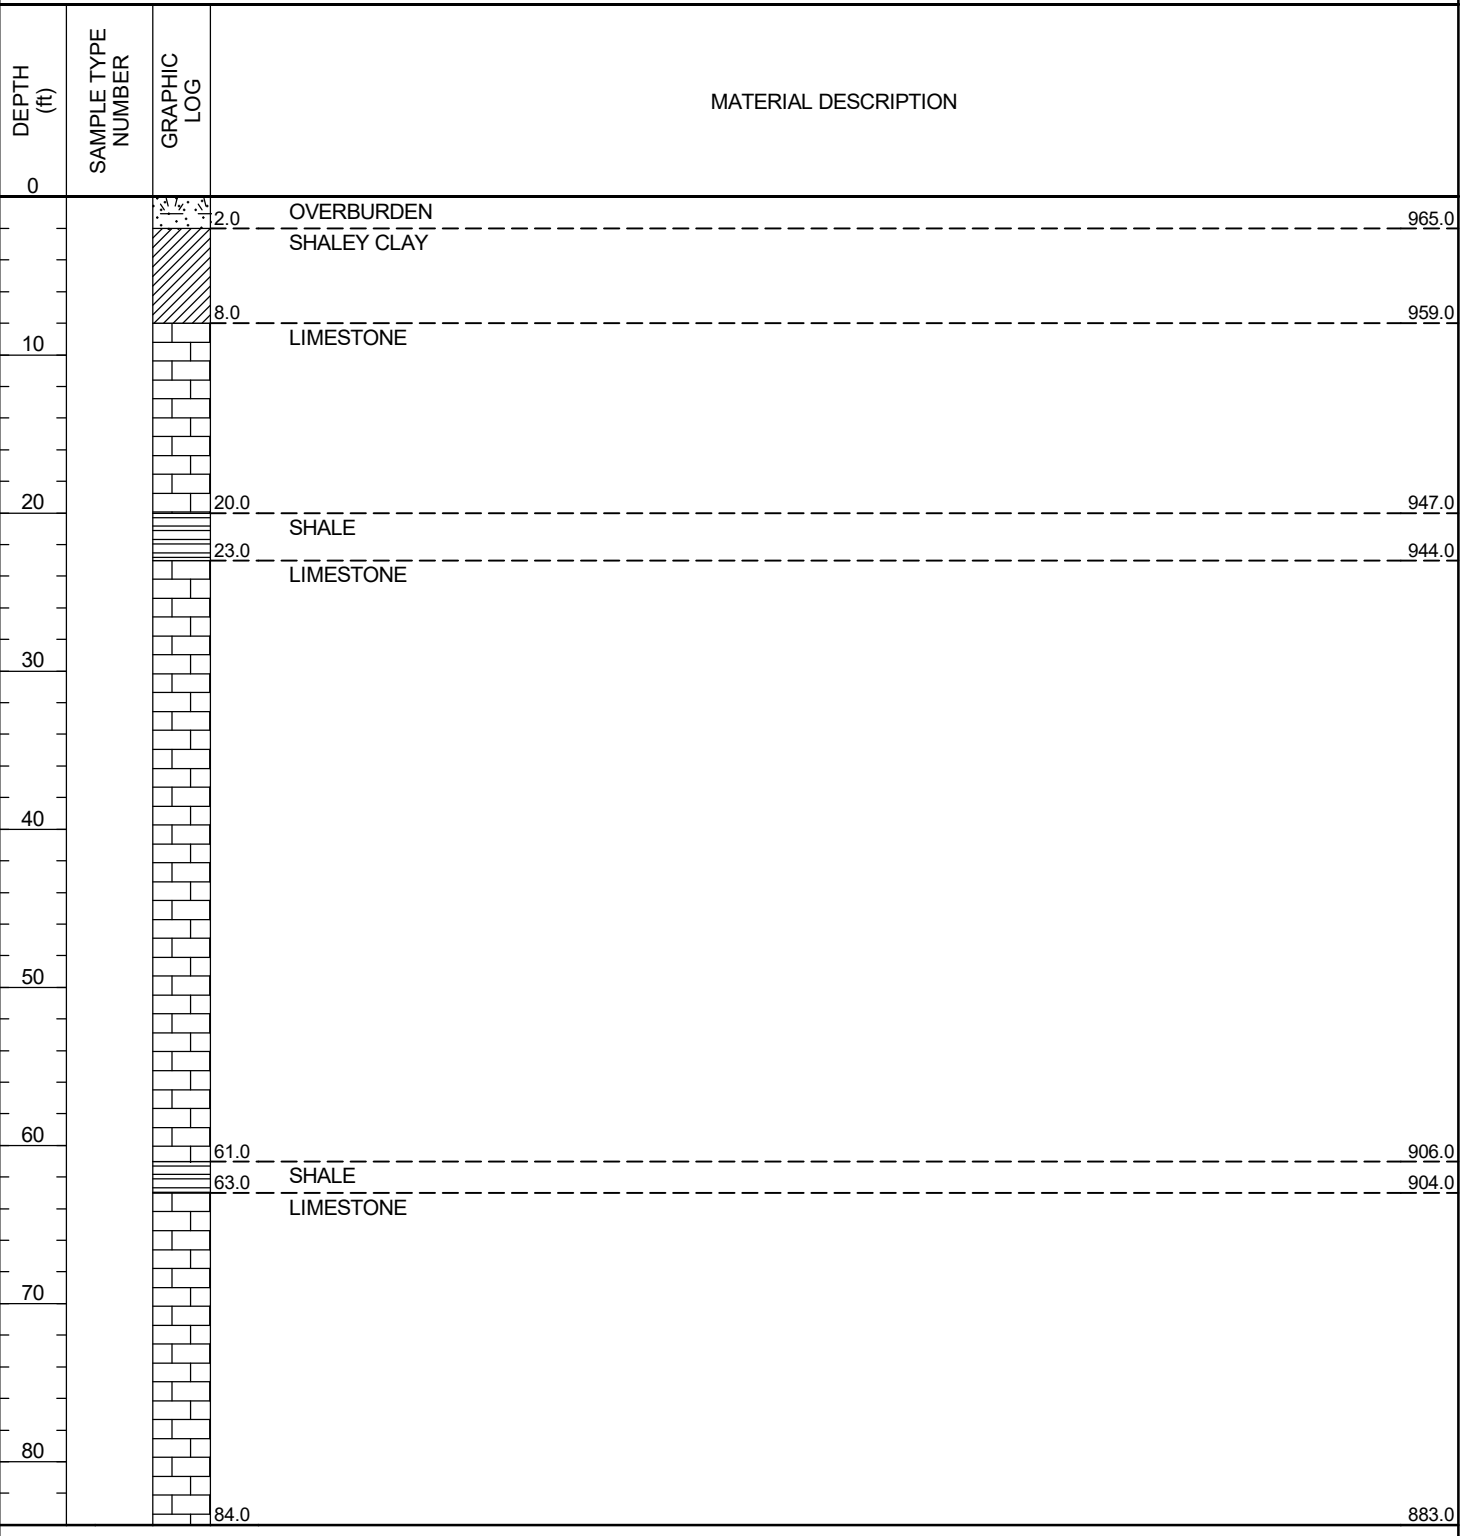 DEPTH
(ft)
SAMPLE TYPE
NUMBER
GRAPHIC
LOG
MATERIAL DESCRIPTION
0
OVERBURDEN
2.0 965.0
SHALEY CLAY
8.0 959.0
LIMESTONE
10
20 20.0 947.0
SHALE
23.0 944.0
LIMESTONE
30
40
50
60
61.0 906.0
SHALE
63.0 904.0
LIMESTONE
70
80
84.0 883.0